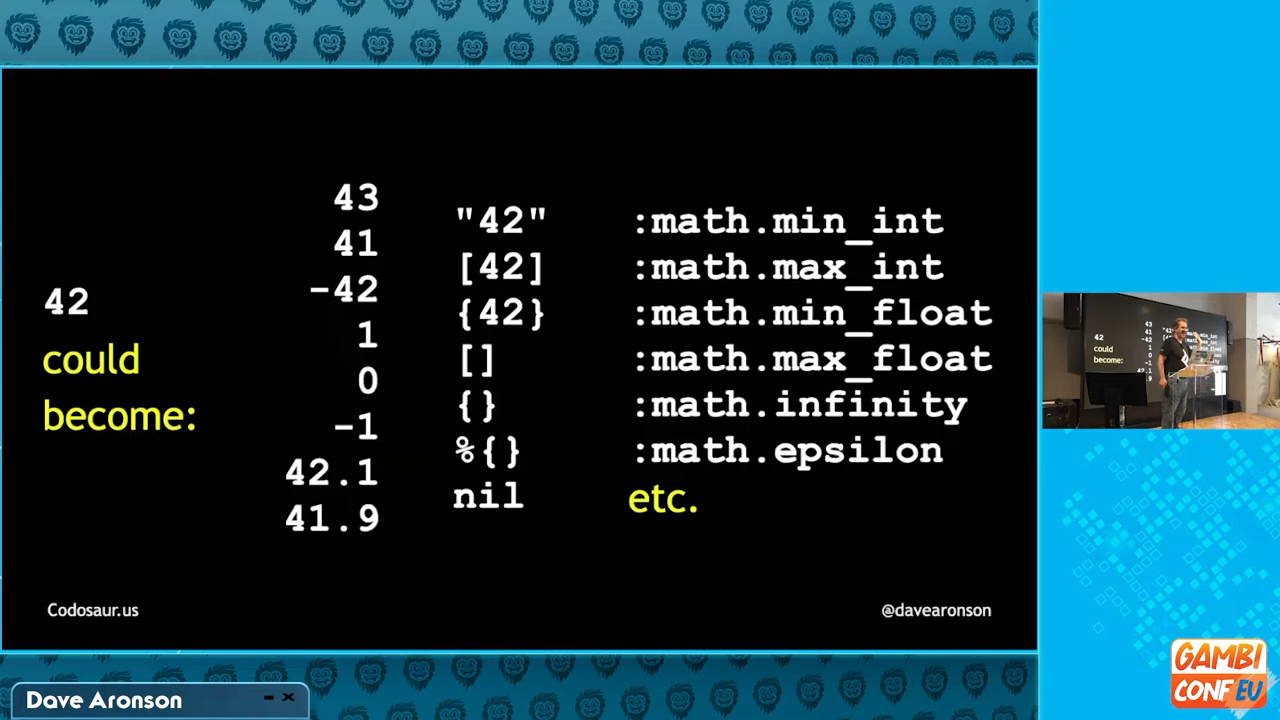 42
could
become:
43
41
-42
1
0
-1
42.1
41.9
"42"
[42]
{42}
[]
{}
%{}
nil
:math.min_int
:math.max_int
:math.min_float
:math.max_float
:math.infinity
:math.epsilon
etc.
Codosaur.us
@davearonson
Dave Aronson
GAMBI
CONF EU